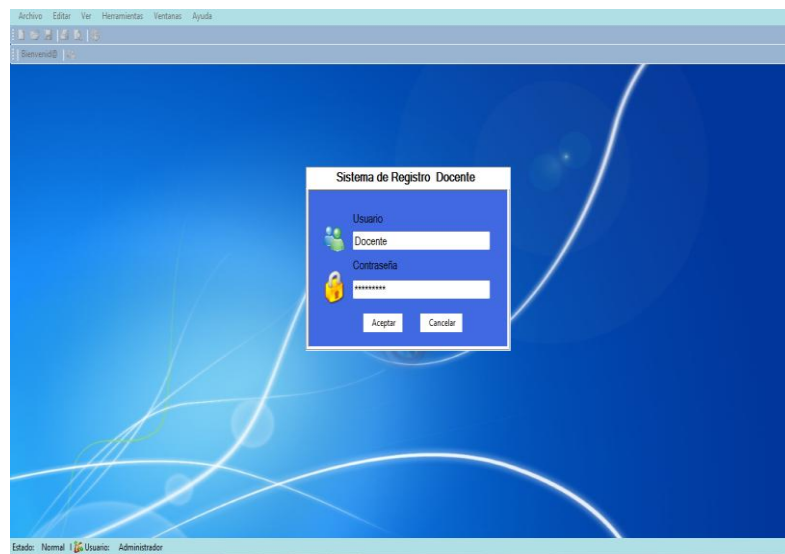 Archivo Editar Ver Herramientas Ventanas Ayuda
Bienvenid@
Sistema de Registro Docente
Usuario
Docente
Contraseña
*********
Aceptar Cancelar
Estado: Normal | Usuario: Administrador